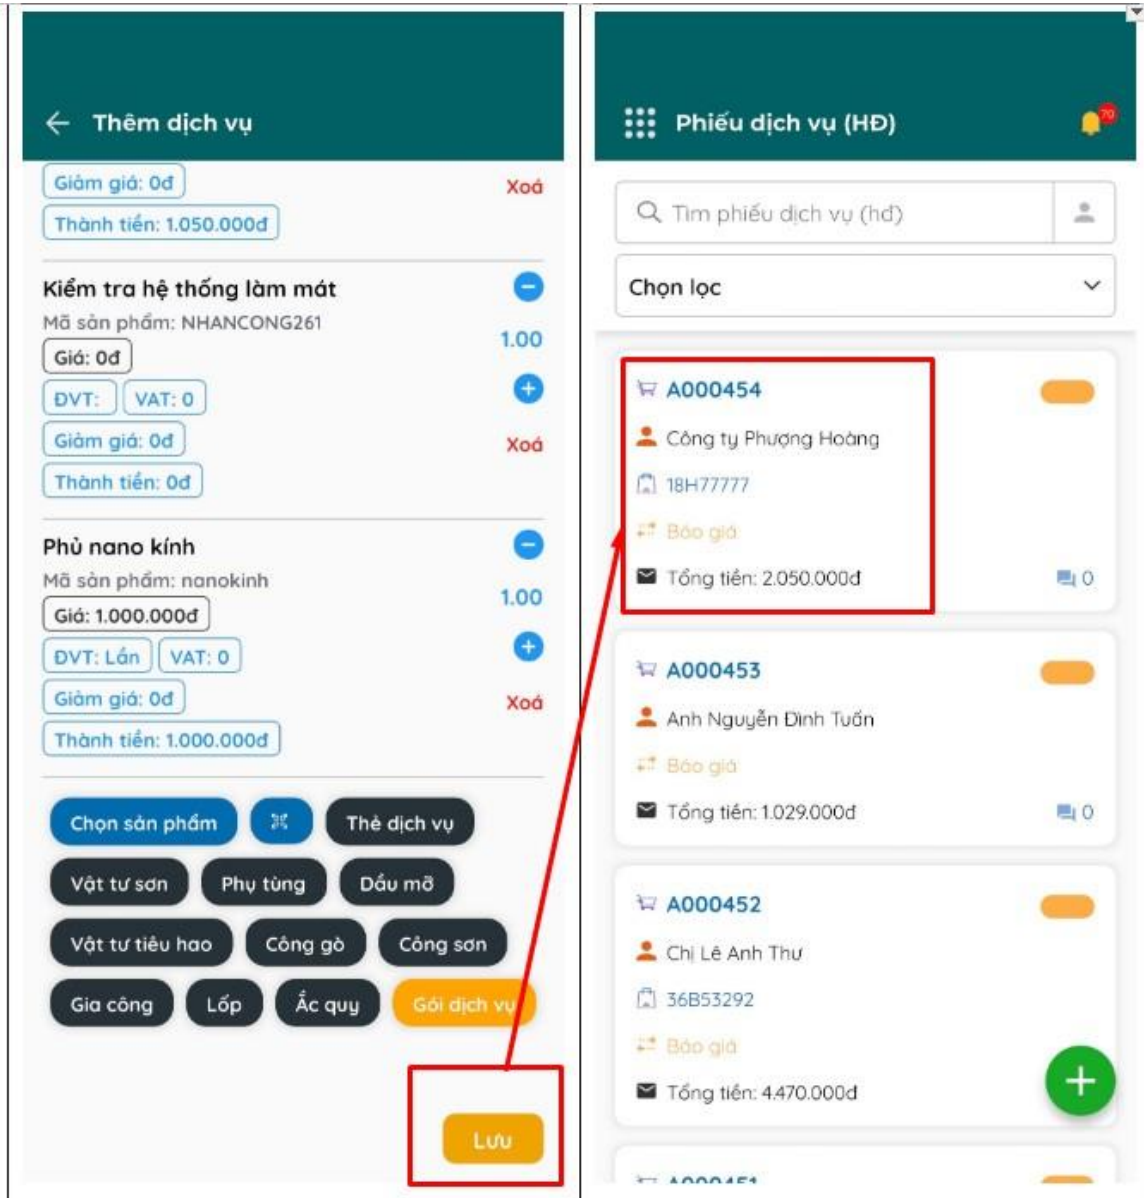 Thêm dịch vụ
Giảm giá: 0đ
Xoá
Thành tiền: 1.050.000đ
Kiểm tra hệ thống làm mát
Mã sản phẩm: NHANCONG261
1.00
Giá: 0đ
ĐVT: VAT: 0
Giảm giá: 0đ
Xoá
Thành tiền: 0đ
Phủ nano kính
Mã sản phẩm: nanokinh
1.00
Giá: 1.000.000đ
ĐVT: Lần VAT: 0
Giảm giá: 0đ
Xoá
Thành tiền: 1.000.000đ
Chọn sản phẩm Thẻ dịch vụ
Vật tư sơn Phụ tùng Dầu mỡ
Vật tư tiêu hao Công gò Công sơn
Gia công Lốp Ắc quy Gói dịch vụ
Lưu
Phiếu dịch vụ (HĐ)
70
Tìm phiếu dịch vụ (hđ)
Chọn lọc
A000454
Công ty Phượng Hoàng
18H77777
Báo giá
Tổng tiền: 2.050.000đ
0
A000453
Anh Nguyễn Đình Tuấn
Báo giá
Tổng tiền: 1.029.000đ
0
A000452
Chị Lê Anh Thư
36B53292
Báo giá
Tổng tiền: 4.470.000đ
A000451